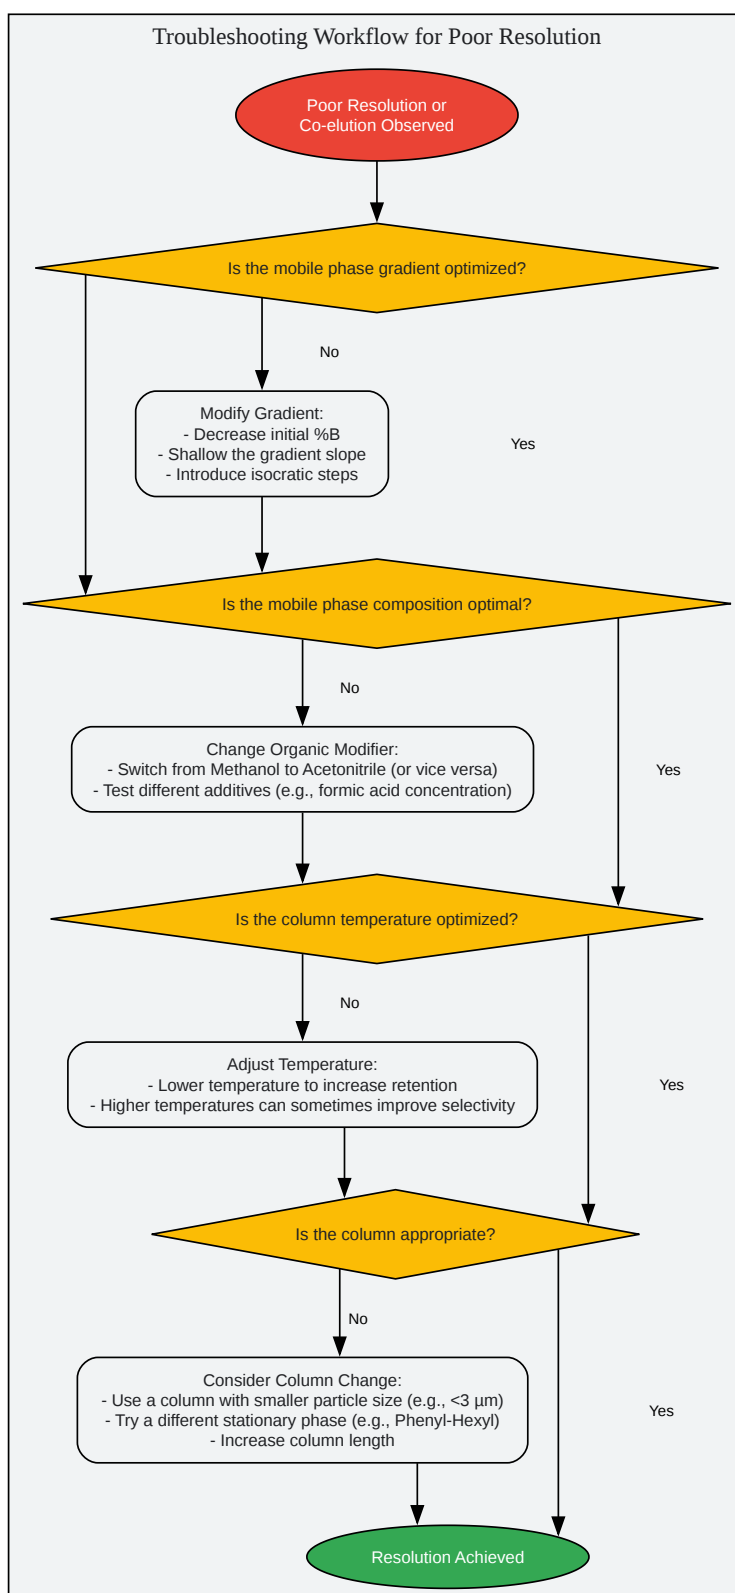 Troubleshooting Workflow for Poor Resolution
Poor Resolution or
Co-elution Observed
Is the mobile phase gradient optimized?
No
Modify Gradient:
- Decrease initial %B
- Shallow the gradient slope
- Introduce isocratic steps
Yes
Is the mobile phase composition optimal?
No
Change Organic Modifier:
- Switch from Methanol to Acetonitrile (or vice versa)
- Test different additives (e.g., formic acid concentration)
Yes
Is the column temperature optimized?
No
Adjust Temperature:
- Lower temperature to increase retention
- Higher temperatures can sometimes improve selectivity
Yes
Is the column appropriate?
No
Consider Column Change:
- Use a column with smaller particle size (e.g., <3 µm)
- Try a different stationary phase (e.g., Phenyl-Hexyl)
- Increase column length
Yes
Resolution Achieved